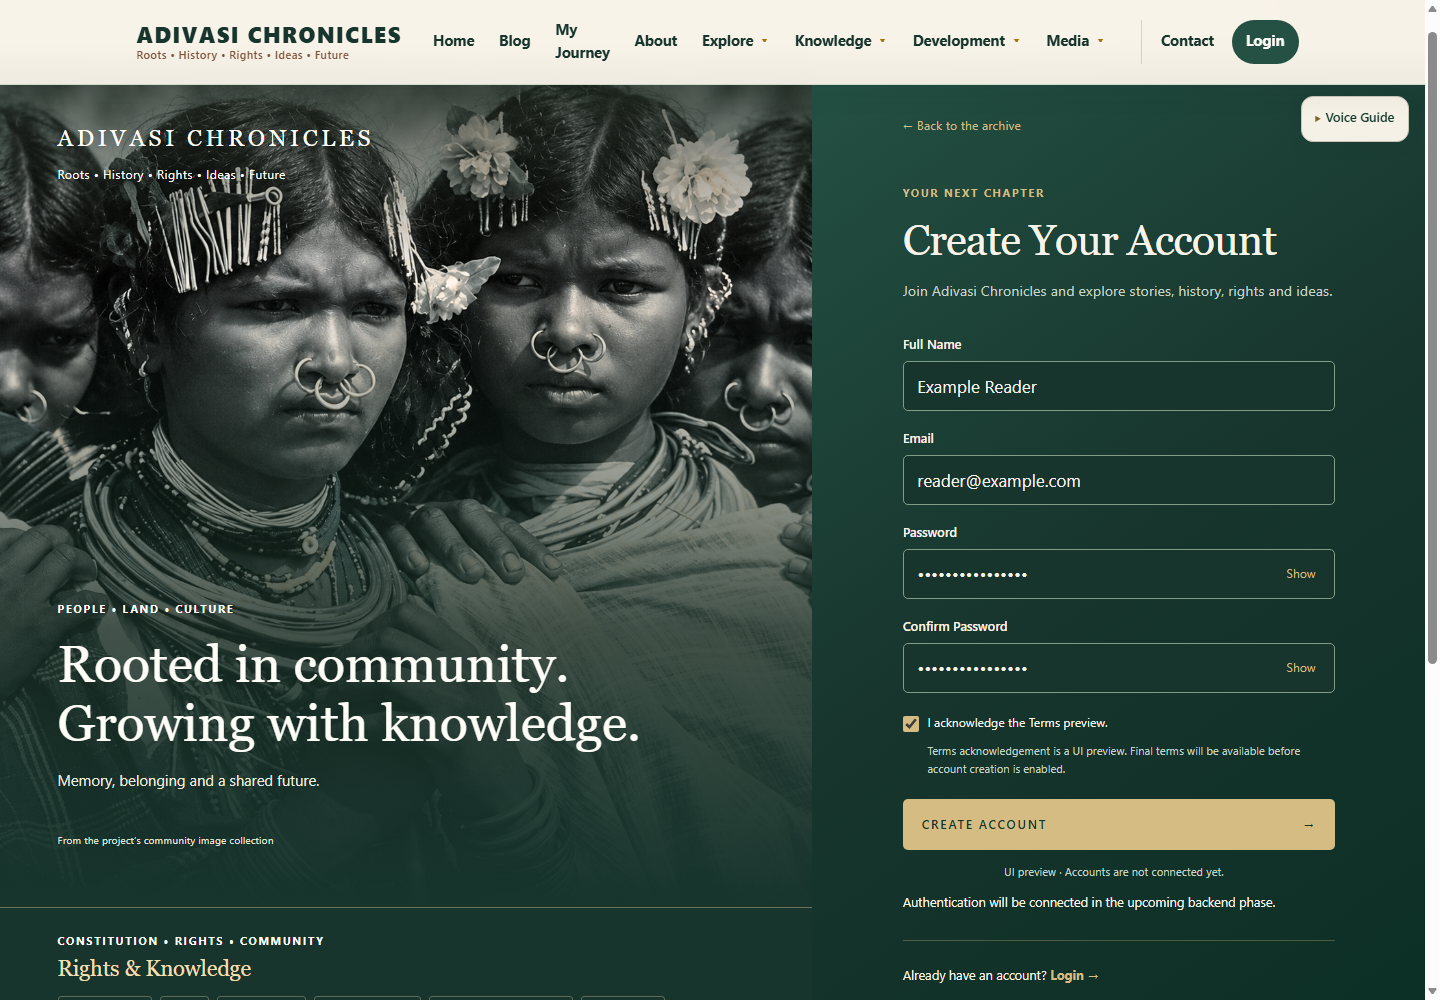 ADIVASI CHRONICLES
Roots • History • Rights • Ideas • Future
Home
Blog
My
Journey
About
Explore
Knowledge
Development
Media
Contact
Login
ADIVASI CHRONICLES
Roots • History • Rights • Ideas • Future
PEOPLE • LAND • CULTURE
Rooted in community.
Growing with knowledge.
Memory, belonging and a shared future.
From the project's community image collection
CONSTITUTION • RIGHTS • COMMUNITY
Rights & Knowledge
▸ Voice Guide
← Back to the archive
YOUR NEXT CHAPTER
Create Your Account
Join Adivasi Chronicles and explore stories, history, rights and ideas.
Full Name
Example Reader
Email
reader@example.com
Password
•••••••••••••••• Show
Confirm Password
•••••••••••••••• Show
I acknowledge the Terms preview.
Terms acknowledgement is a UI preview. Final terms will be available before
account creation is enabled.
CREATE ACCOUNT →
UI preview · Accounts are not connected yet.
Authentication will be connected in the upcoming backend phase.
Already have an account? Login →